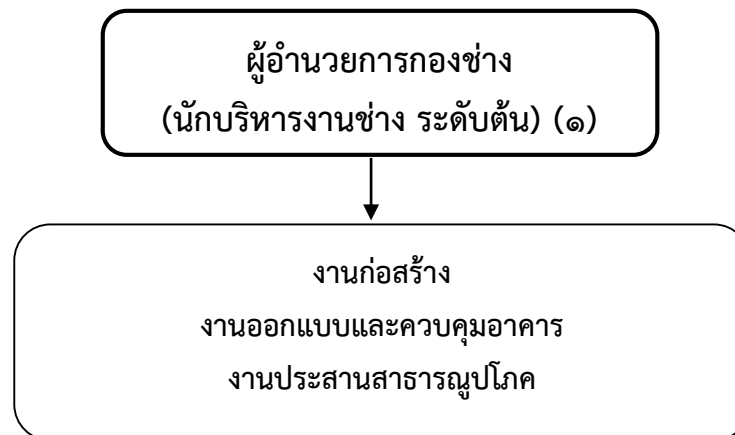 ผู้อำนวยการกองช่าง
(นักบริหารงานช่าง ระดับต้น) (๑)
งานก่อสร้าง
งานออกแบบและควบคุมอาคาร
งานประสานสาธารณูปโภค